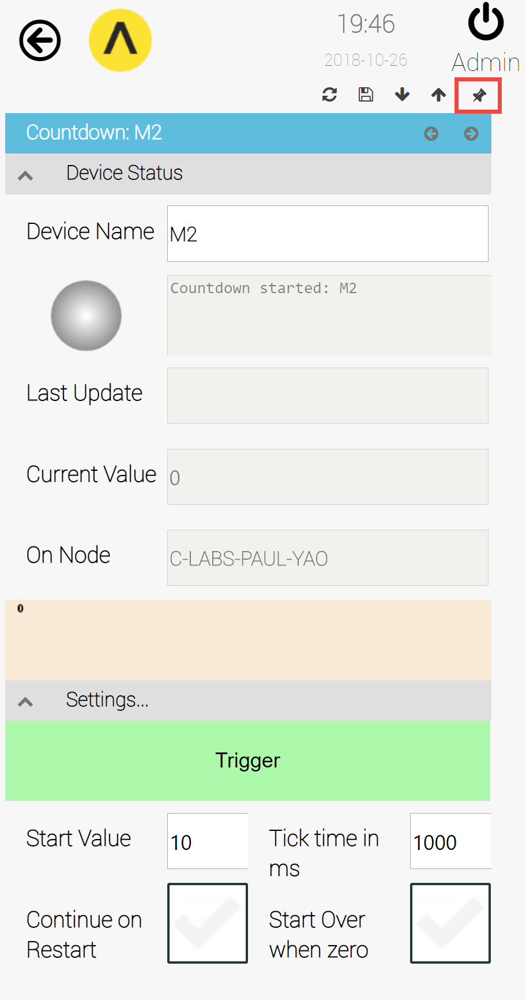 19:46
2018-10-26
Admin
Countdown: M2
Device Status
Device Name
M2
Countdown started: M2
Last Update
Current Value
0
On Node
C-LABS-PAUL-YAO
0
Settings...
Trigger
Start Value
10
Tick time in
ms
1000
Continue on
Restart
Start Over
when zero